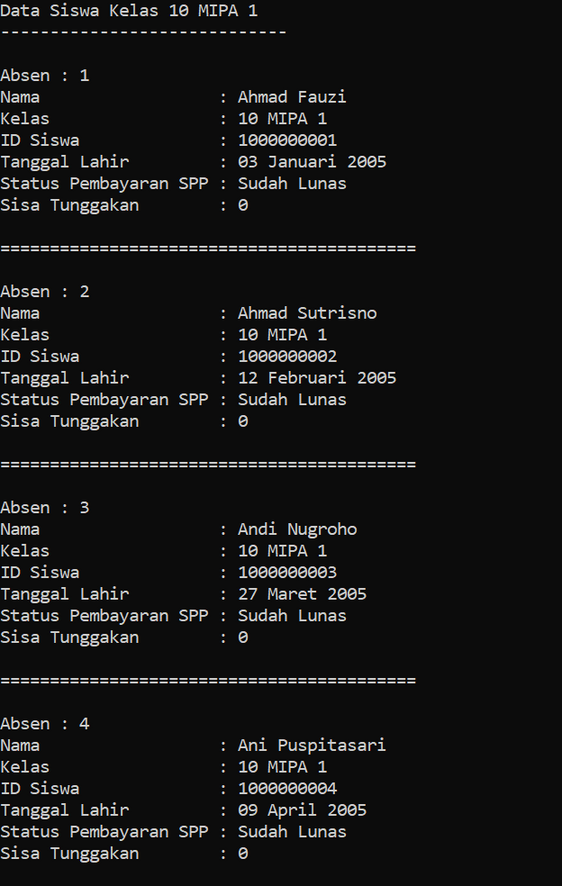 Data Siswa Kelas 10 MIPA 1
-----------------------------
Absen : 1
Nama                  : Ahmad Fauzi
Kelas                 : 10 MIPA 1
ID Siswa              : 1000000001
Tanggal Lahir         : 03 Januari 2005
Status Pembayaran SPP : Sudah Lunas
Sisa Tunggakan        : 0
==========================================
Absen : 2
Nama                  : Ahmad Sutrisno
Kelas                 : 10 MIPA 1
ID Siswa              : 1000000002
Tanggal Lahir         : 12 Februari 2005
Status Pembayaran SPP : Sudah Lunas
Sisa Tunggakan        : 0
==========================================
Absen : 3
Nama                  : Andi Nugroho
Kelas                 : 10 MIPA 1
ID Siswa              : 1000000003
Tanggal Lahir         : 27 Maret 2005
Status Pembayaran SPP : Sudah Lunas
Sisa Tunggakan        : 0
==========================================
Absen : 4
Nama                  : Ani Puspitasari
Kelas                 : 10 MIPA 1
ID Siswa              : 1000000004
Tanggal Lahir         : 09 April 2005
Status Pembayaran SPP : Sudah Lunas
Sisa Tunggakan        : 0